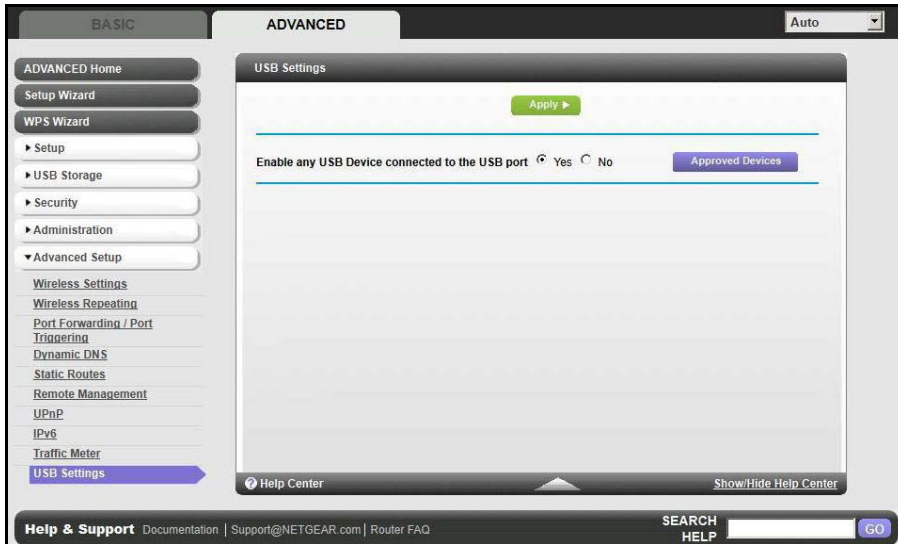 BASIC
ADVANCED
Auto
ADVANCED Home
Setup Wizard
WPS Wizard
Setup
USB Storage
Security
Administration
Advanced Setup
Wireless Settings
Wireless Repeating
Port Forwarding / Port
Triggering
Dynamic DNS
Static Routes
Remote Management
UPnP
IPv6
Traffic Meter
USB Settings
USB Settings
Apply
Enable any USB Device connected to the USB port Yes No
Approved Devices
Help Center
Show/Hide Help Center
Help & Support Documentation | Support@NETGEAR.com | Router FAQ
SEARCH
HELP
GO